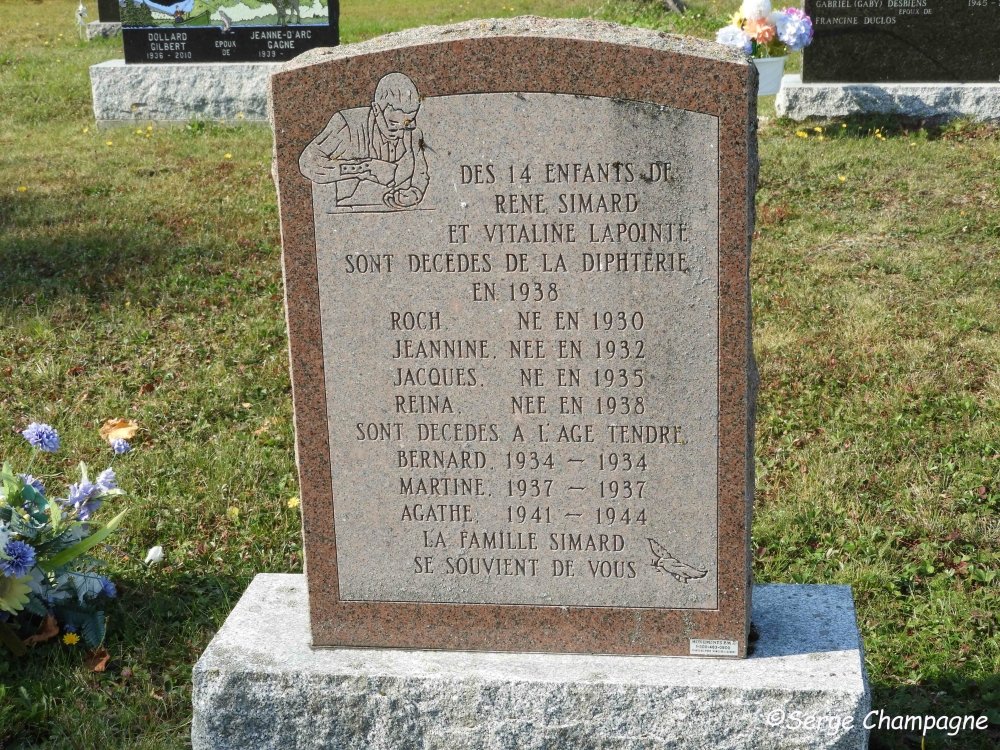 DOLLARD JEANNE-D'ARC
GILBERT EPOUX GAGNE
1936 - 2010 DE 1939 -
GABRIEL (GABY) DESBIENS 1945 -
EPOUX DE
FRANCINE DUCLOS
DES 14 ENFANTS DE
RENE SIMARD
ET VITALINE LAPOINTE
SONT DECEDES DE LA DIPHTERIE
EN 1938
ROCH. NE EN 1930
JEANNINE. NEE EN 1932
JACQUES. NE EN 1935
REINA. NEE EN 1938
SONT DECEDES A L'AGE TENDRE
BERNARD. 1934 - 1934
MARTINE. 1937 - 1937
AGATHE. 1941 - 1944
LA FAMILLE SIMARD
SE SOUVIENT DE VOUS
©Serge Champagne